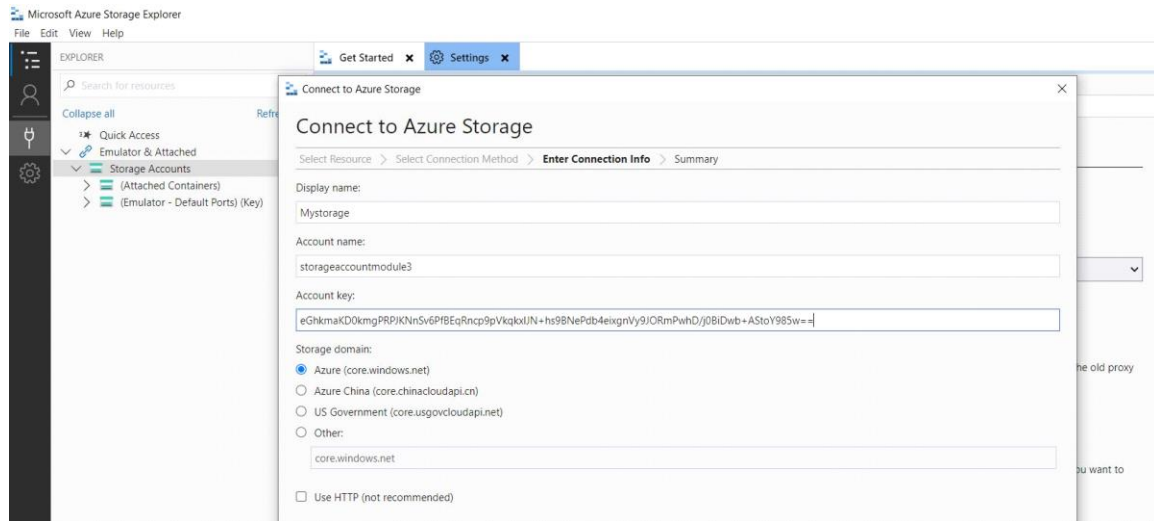 Microsoft Azure Storage Explorer
File Edit View Help
EXPLORER
Get Started
Settings
Search for resources
Connect to Azure Storage
Collapse all
Refre
Connect to Azure Storage
Quick Access
Emulator & Attached
Storage Accounts
(Attached Containers)
(Emulator - Default Ports) (Key)
Select Resource > Select Connection Method > Enter Connection Info > Summary
Display name:
Mystorage
Account name:
storageaccountmodule3
Account key:
Storage domain:
Azure (core.windows.net)
Azure China (core.chinacloudapi.cn)
US Government (core.usgovcloudapi.net)
Other:
core.windows.net
Use HTTP (not recommended)
he old proxy
ou want to